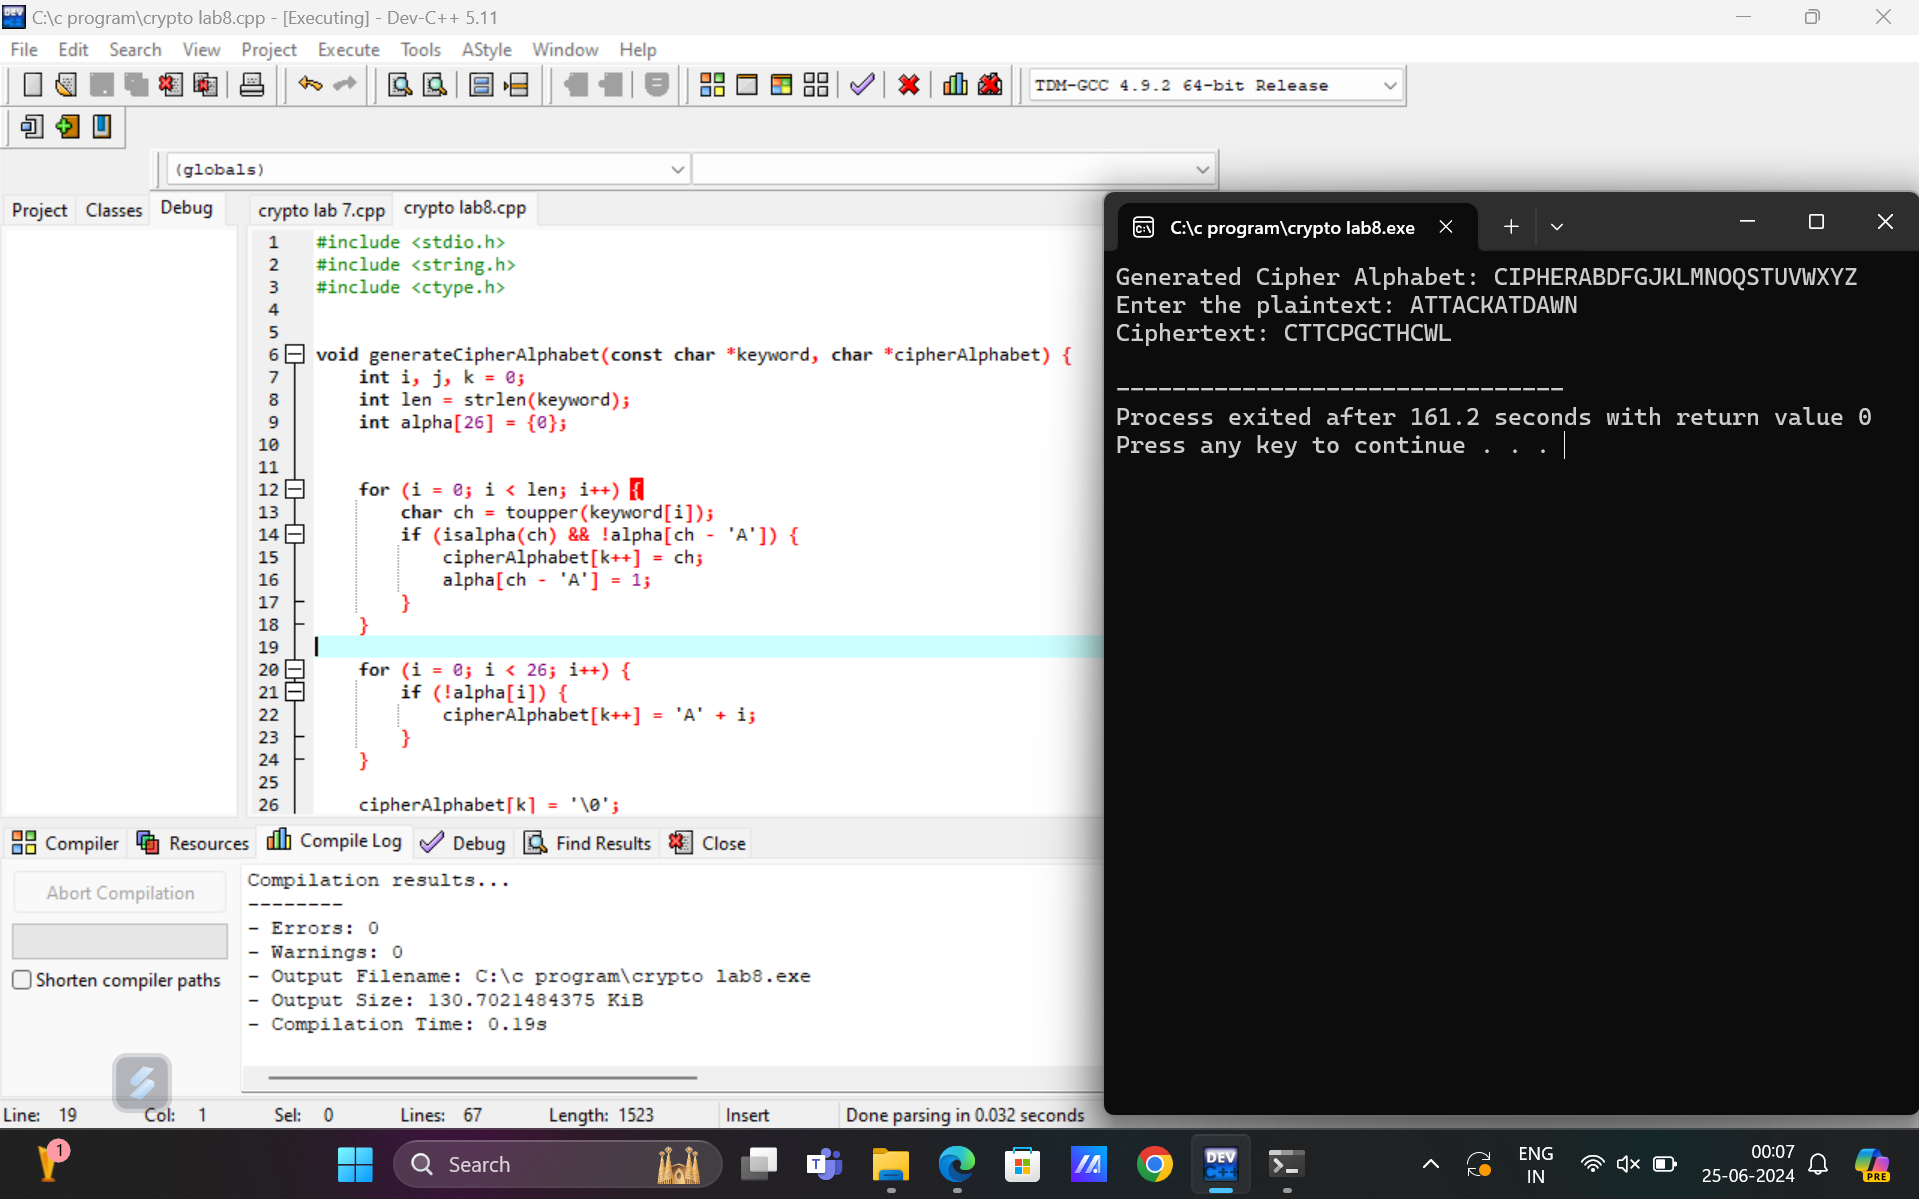 C:\c program\crypto lab8.cpp - [Executing] - Dev-C++ 5.11
File Edit Search View Project Execute Tools AStyle Window Help
TDM-GCC 4.9.2 64-bit Release
(globals)
Project Classes Debug
crypto lab 7.cpp crypto lab8.cpp
1 #include <stdio.h>
2 #include <string.h>
3 #include <ctype.h>
4
5
6 void generateCipherAlphabet(const char *keyword, char *cipherAlphabet) {
7 int i, j, k = 0;
8 int len = strlen(keyword);
9 int alpha[26] = {0};
10
11
12 for (i = 0; i < len; i++) {
13 char ch = toupper(keyword[i]);
14 if (isalpha(ch) && !alpha[ch - 'A']) {
15 cipherAlphabet[k++] = ch;
16 alpha[ch - 'A'] = 1;
17 }
18 }
19
20 for (i = 0; i < 26; i++) {
21 if (!alpha[i]) {
22 cipherAlphabet[k++] = 'A' + i;
23 }
24 }
25
26 cipherAlphabet[k] = '\0';
C:\c program\crypto lab8.exe
Generated Cipher Alphabet: CIPHERABDFGJKLMNOQSTUVWXYZ
Enter the plaintext: ATTACKATDAWN
Ciphertext: CTTCPGCTHCWL
--------------------------------
Process exited after 161.2 seconds with return value 0
Press any key to continue . . .
Compiler Resources Compile Log Debug Find Results Close
Abort Compilation
Shorten compiler paths
Compilation results...
--------
- Errors: 0
- Warnings: 0
- Output Filename: C:\c program\crypto lab8.exe
- Output Size: 130.7021484375 KiB
- Compilation Time: 0.19s
Line: 19 Col: 1 Sel: 0 Lines: 67 Length: 1523 Insert Done parsing in 0.032 seconds
1
Search
DEV C++
ENG
IN
00:07
25-06-2024
PRE